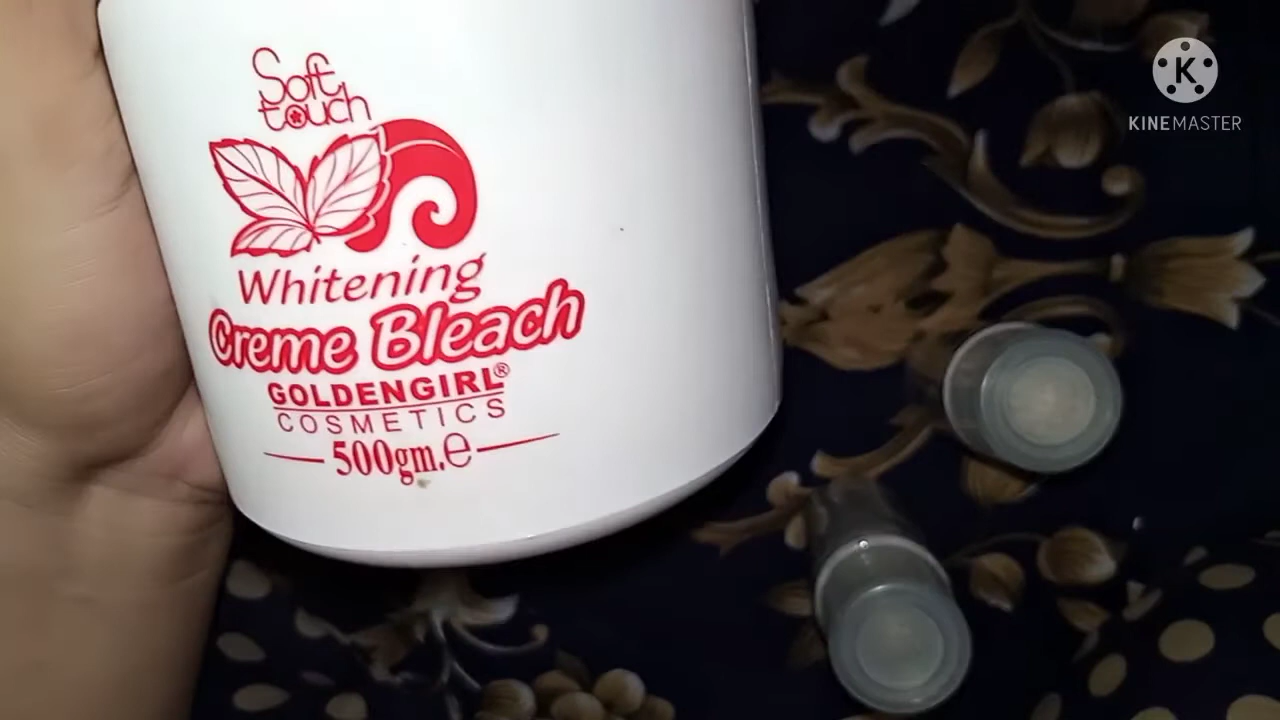 Soft
touch
Whitening
Creme Bleach
GOLDENGIRL®
COSMETICS
500gm.e
K
KINEMASTER